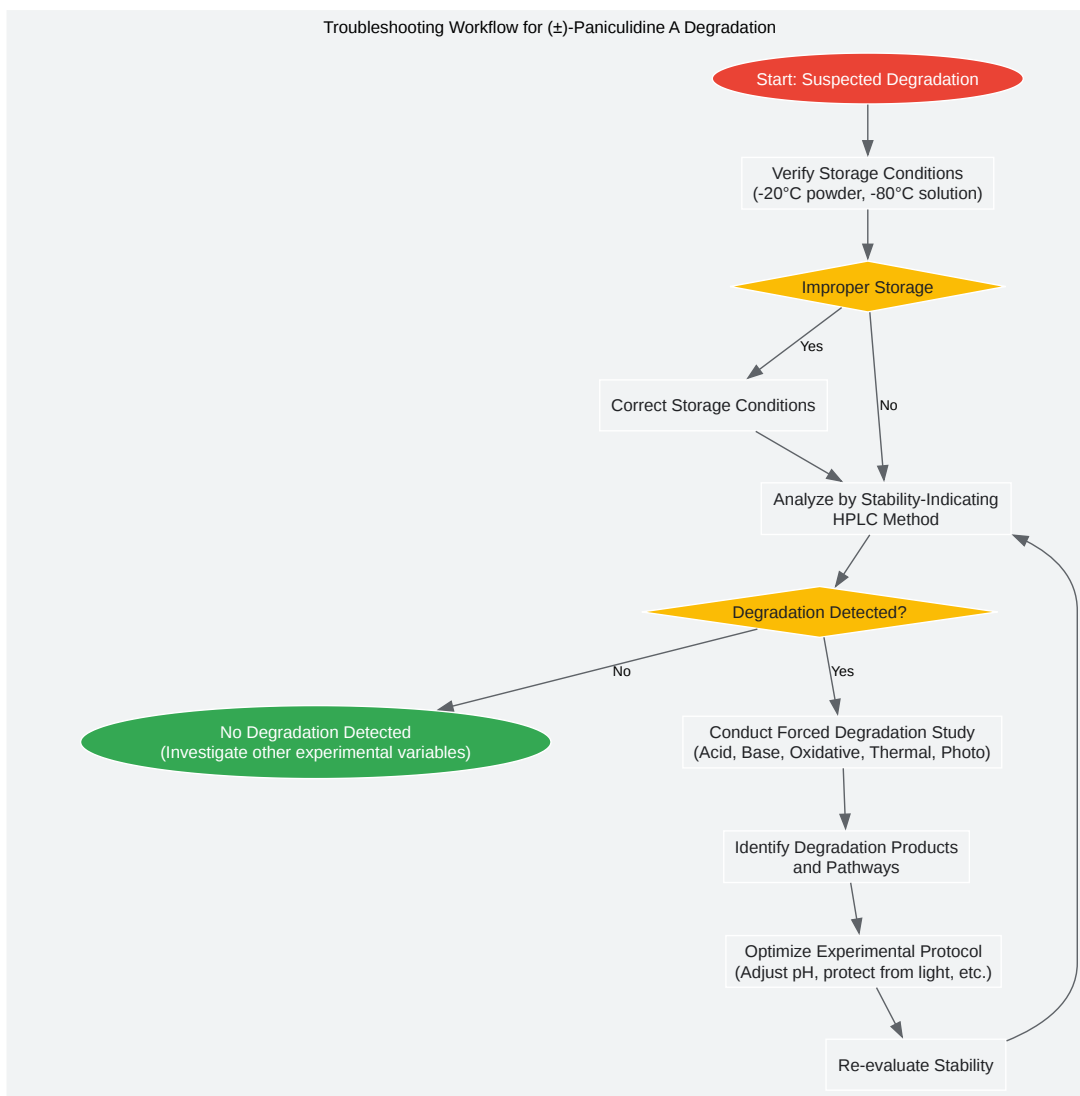 Troubleshooting Workflow for (±)-Paniculidine A Degradation
Start: Suspected Degradation
Verify Storage Conditions
(-20°C powder, -80°C solution)
Improper Storage
Yes
Correct Storage Conditions
No
Analyze by Stability-Indicating
HPLC Method
Degradation Detected?
No
Yes
No Degradation Detected
(Investigate other experimental variables)
Conduct Forced Degradation Study
(Acid, Base, Oxidative, Thermal, Photo)
Identify Degradation Products
and Pathways
Optimize Experimental Protocol
(Adjust pH, protect from light, etc.)
Re-evaluate Stability